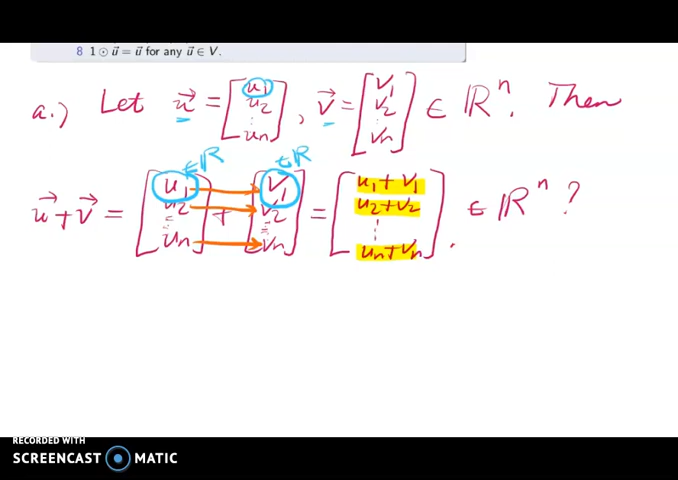 8 1 ⊙ u⃗ = u⃗ for any u⃗ ∈ V.
a.) Let u⃗ = [u₁ u₂ ⋮ uₙ], v⃗ = [v₁ v₂ ⋮ vₙ] ∈ ℝⁿ. Then
∈ℝ ∈ℝ
u⃗+v⃗ = [u₁ u₂ ⋮ uₙ] + [v₁ v₂ ⋮ vₙ] = [u₁+v₁ u₂+v₂ ⋮ uₙ+vₙ]. ∈ ℝⁿ?
RECORDED WITH
SCREENCAST MATIC